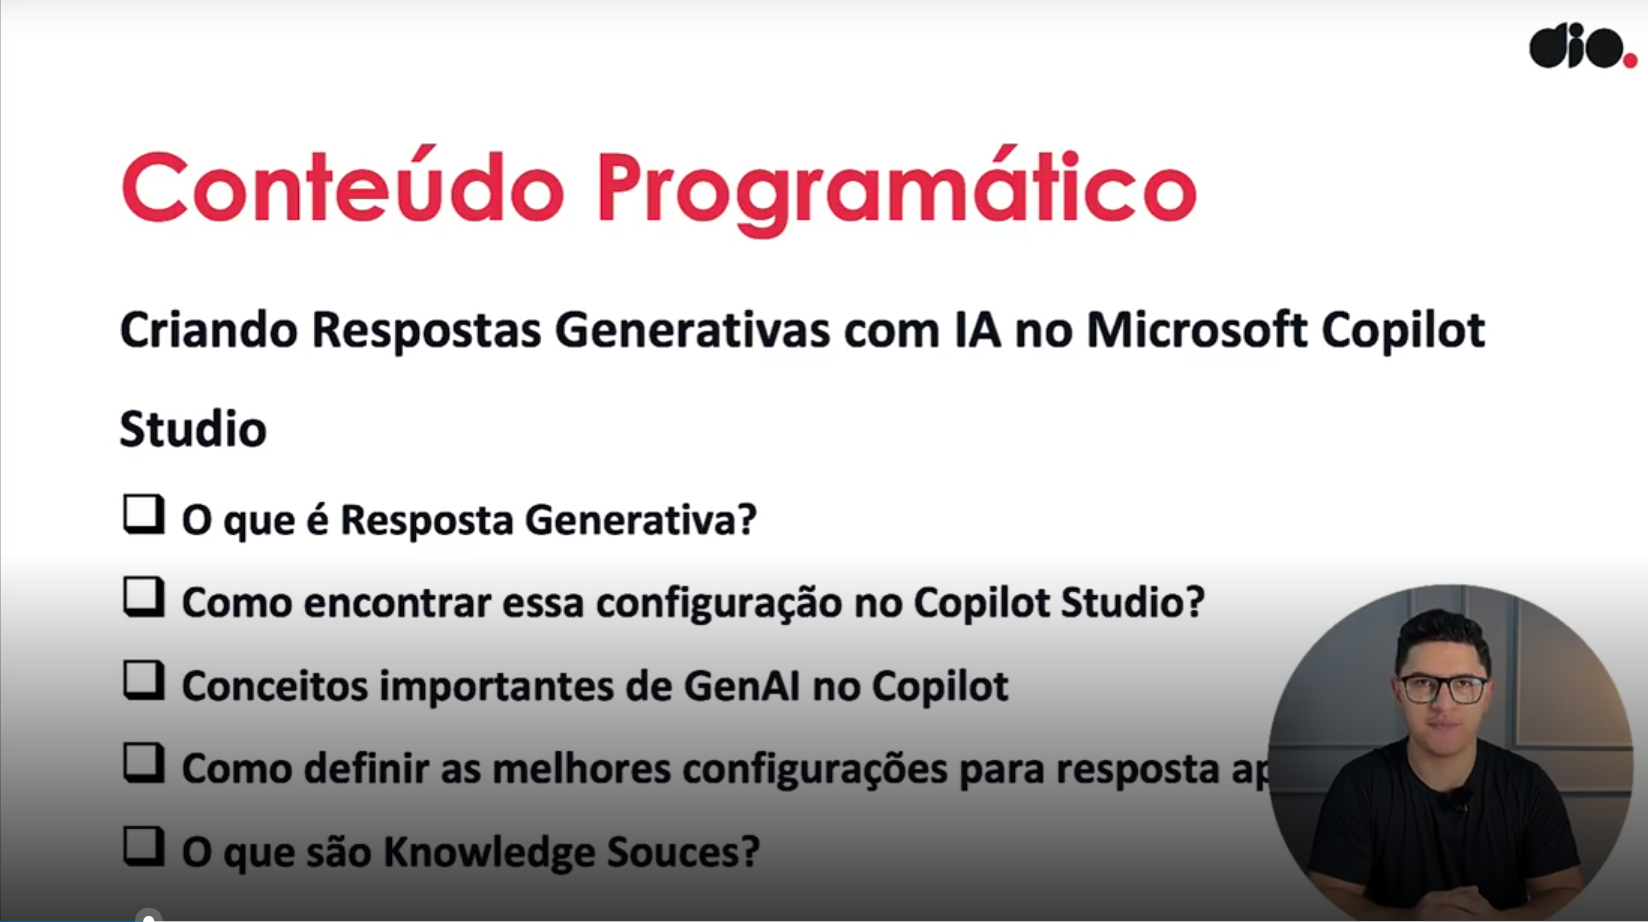 dio.
Conteúdo Programático
Criando Respostas Generativas com IA no Microsoft Copilot
Studio
O que é Resposta Generativa?
Como encontrar essa configuração no Copilot Studio?
Conceitos importantes de GenAI no Copilot
Como definir as melhores configurações para resposta
O que são Knowledge Souces?